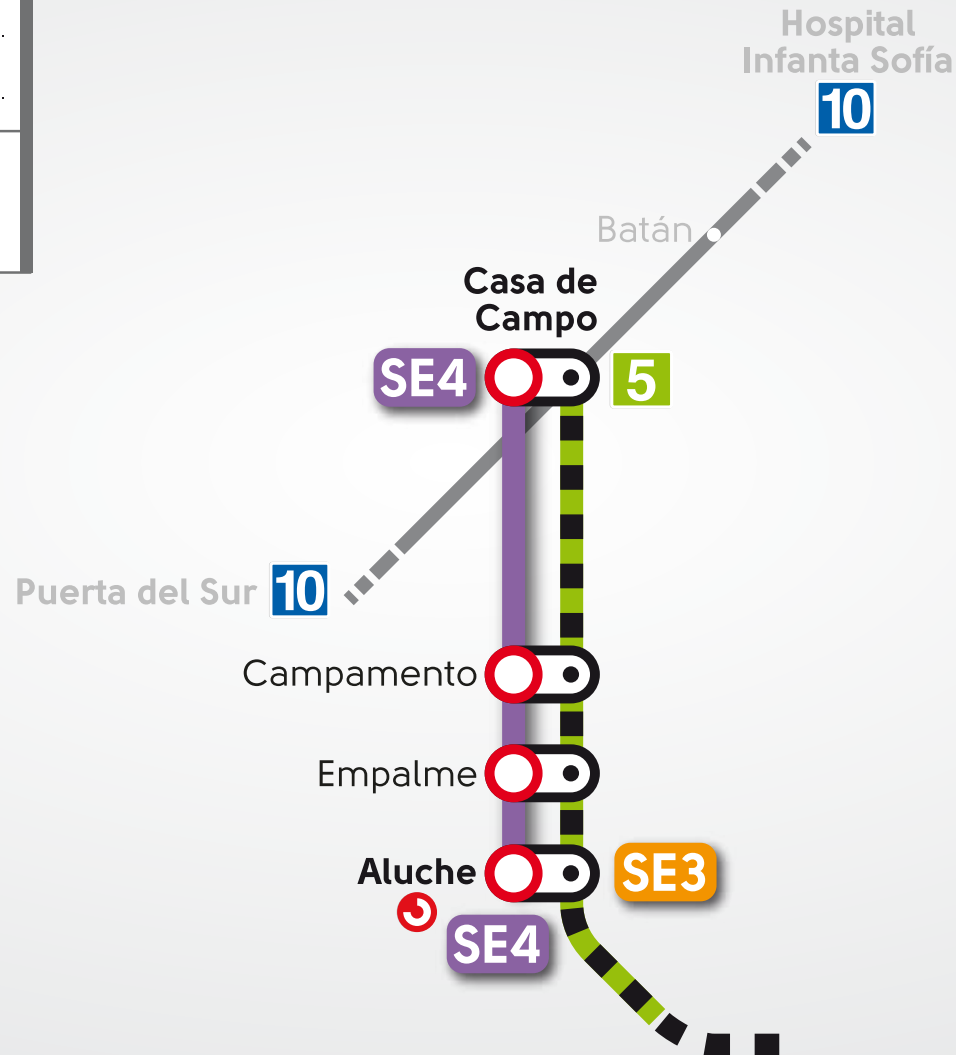 Hospital
Infanta Sofía
10
Batán
Casa de
Campo
SE4
5
Puerta del Sur
10
Campamento
Empalme
Aluche
SE3
SE4